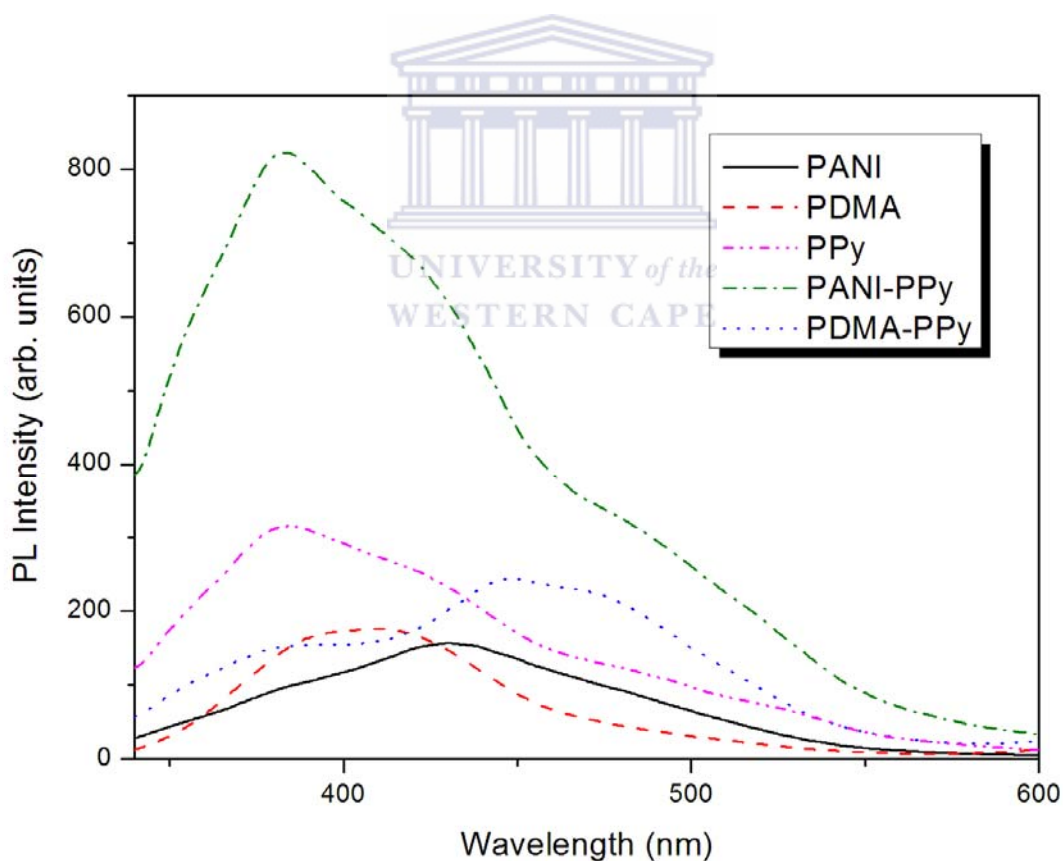 UNIVERSITY of the
WESTERN CAPE
PANI
PDMA
PPy
PANI-PPy
PDMA-PPy
PL Intensity (arb. units)
800
600
400
200
0
400
500
600
Wavelength (nm)